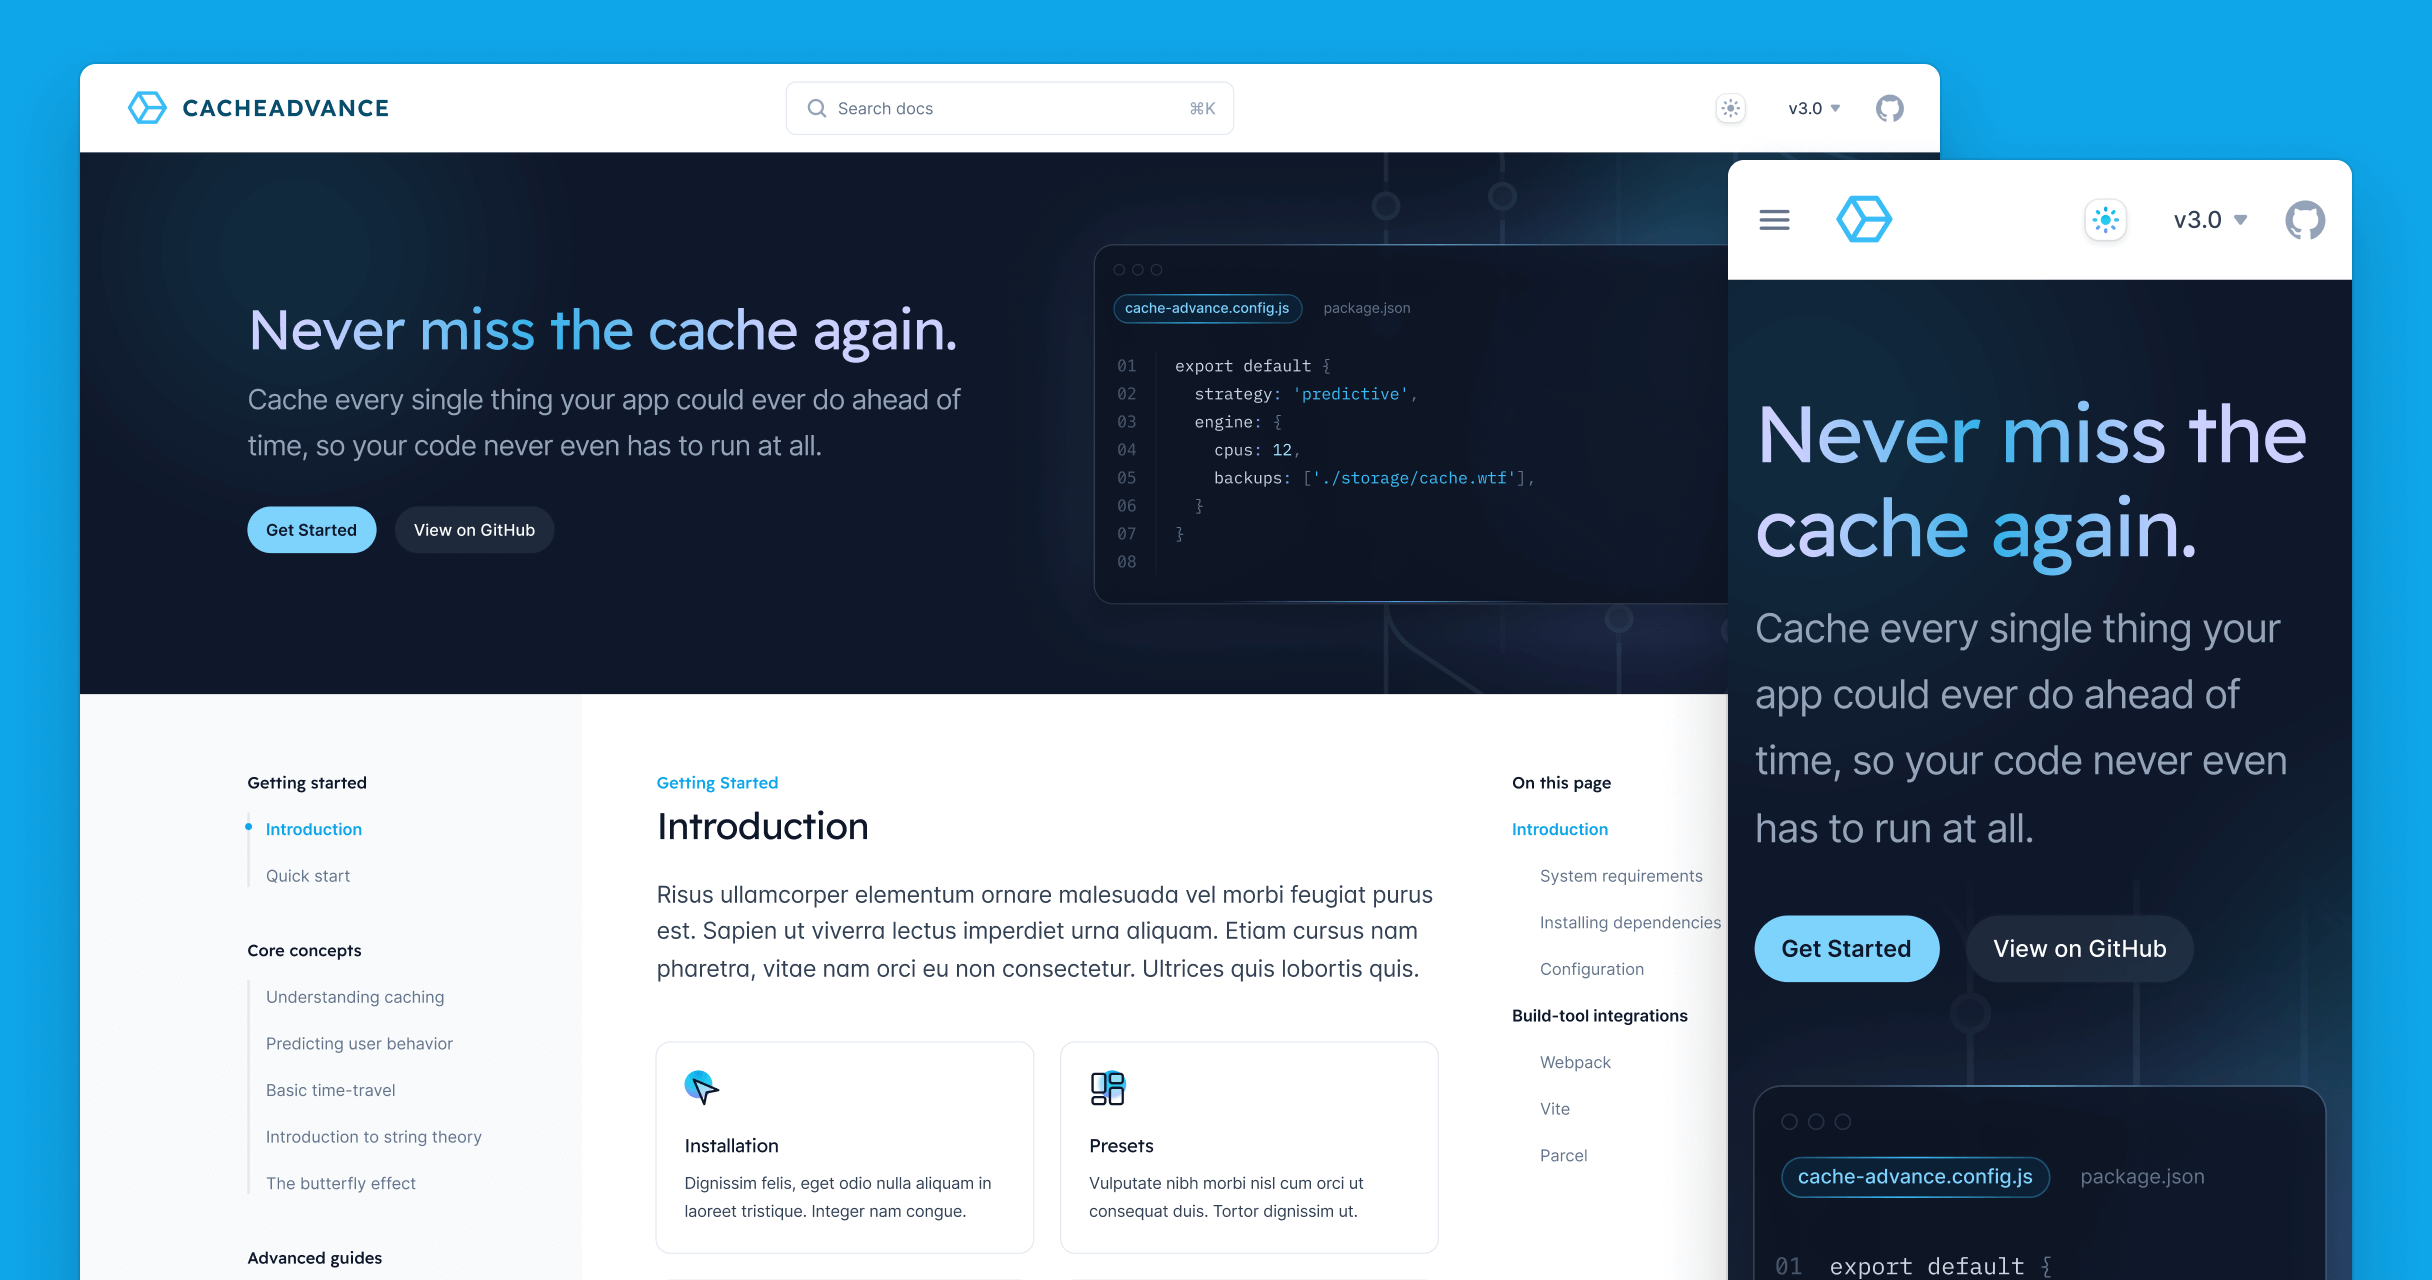 CACHEADVANCE
Search docs
⌘K
v3.0
Never miss the cache again.
Cache every single thing your app could ever do ahead of
time, so your code never even has to run at all.
Get Started
View on GitHub
cache-advance.config.js
package.json
01 export default {
02 strategy: 'predictive',
03 engine: {
04 cpus: 12,
05 backups: ['./storage/cache.wtf'],
06 }
07 }
08
Getting started
Introduction
Quick start
Core concepts
Understanding caching
Predicting user behavior
Basic time-travel
Introduction to string theory
The butterfly effect
Advanced guides
Getting Started
Introduction
Risus ullamcorper elementum ornare malesuada vel morbi feugiat purus
est. Sapien ut viverra lectus imperdiet urna aliquam. Etiam cursus nam
pharetra, vitae nam orci eu non consectetur. Ultrices quis lobortis quis.
Installation
Dignissim felis, eget odio nulla aliquam in
laoreet tristique. Integer nam congue.
Presets
Vulputate nibh morbi nisl cum orci ut
consequat duis. Tortor dignissim ut.
On this page
Introduction
System requirements
Installing dependencies
Configuration
Build-tool integrations
Webpack
Vite
Parcel
v3.0
Never miss the
cache again.
Cache every single thing your
app could ever do ahead of
time, so your code never even
has to run at all.
Get Started
View on GitHub
cache-advance.config.js
package.json
01 export default {